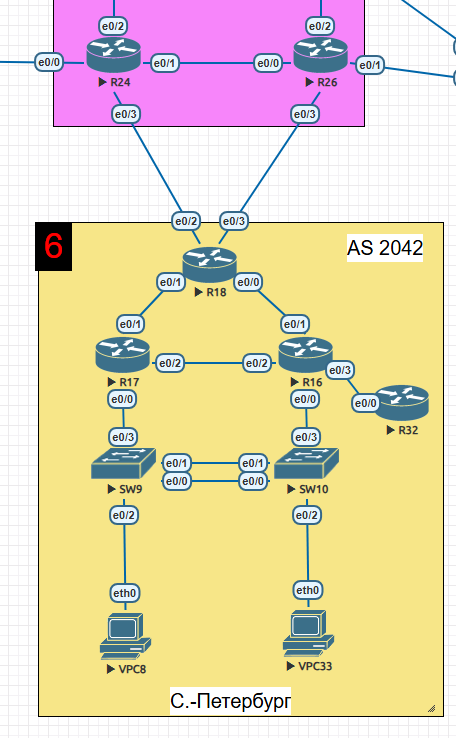 e0/2 e0/2
e0/0 e0/1 e0/0 e0/1
R24 R26
e0/3 e0/3
e0/2 e0/3
6 AS 2042
e0/1 R18 e0/0
e0/1 e0/1
e0/2 e0/2
R17 R16 e0/3
e0/0 e0/0 e0/0
R32
e0/3 e0/3
e0/1 e0/1
e0/0 e0/0
SW9 SW10
e0/2 e0/2
eth0 eth0
VPC8 VPC33
С.-Петербург